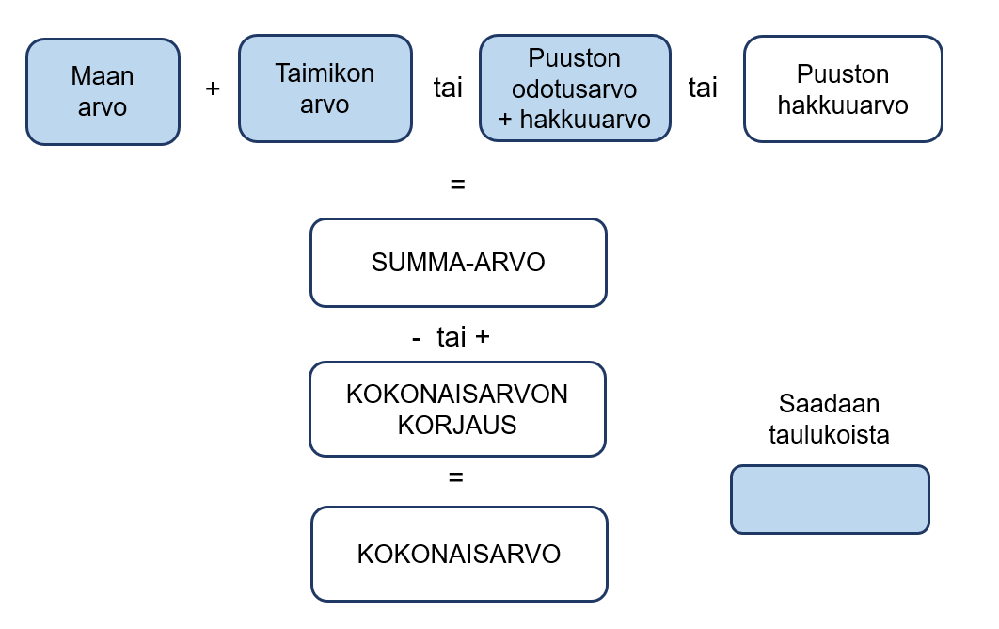 Maan
arvo
+
Taimikon
arvo
tai
Puuston
odotusarvo
+ hakkuuarvo
tai
Puuston
hakkuuarvo
=
SUMMA-ARVO
- tai +
KOKONAISARVON
KORJAUS
=
KOKONAISARVO
Saadaan
taulukoista